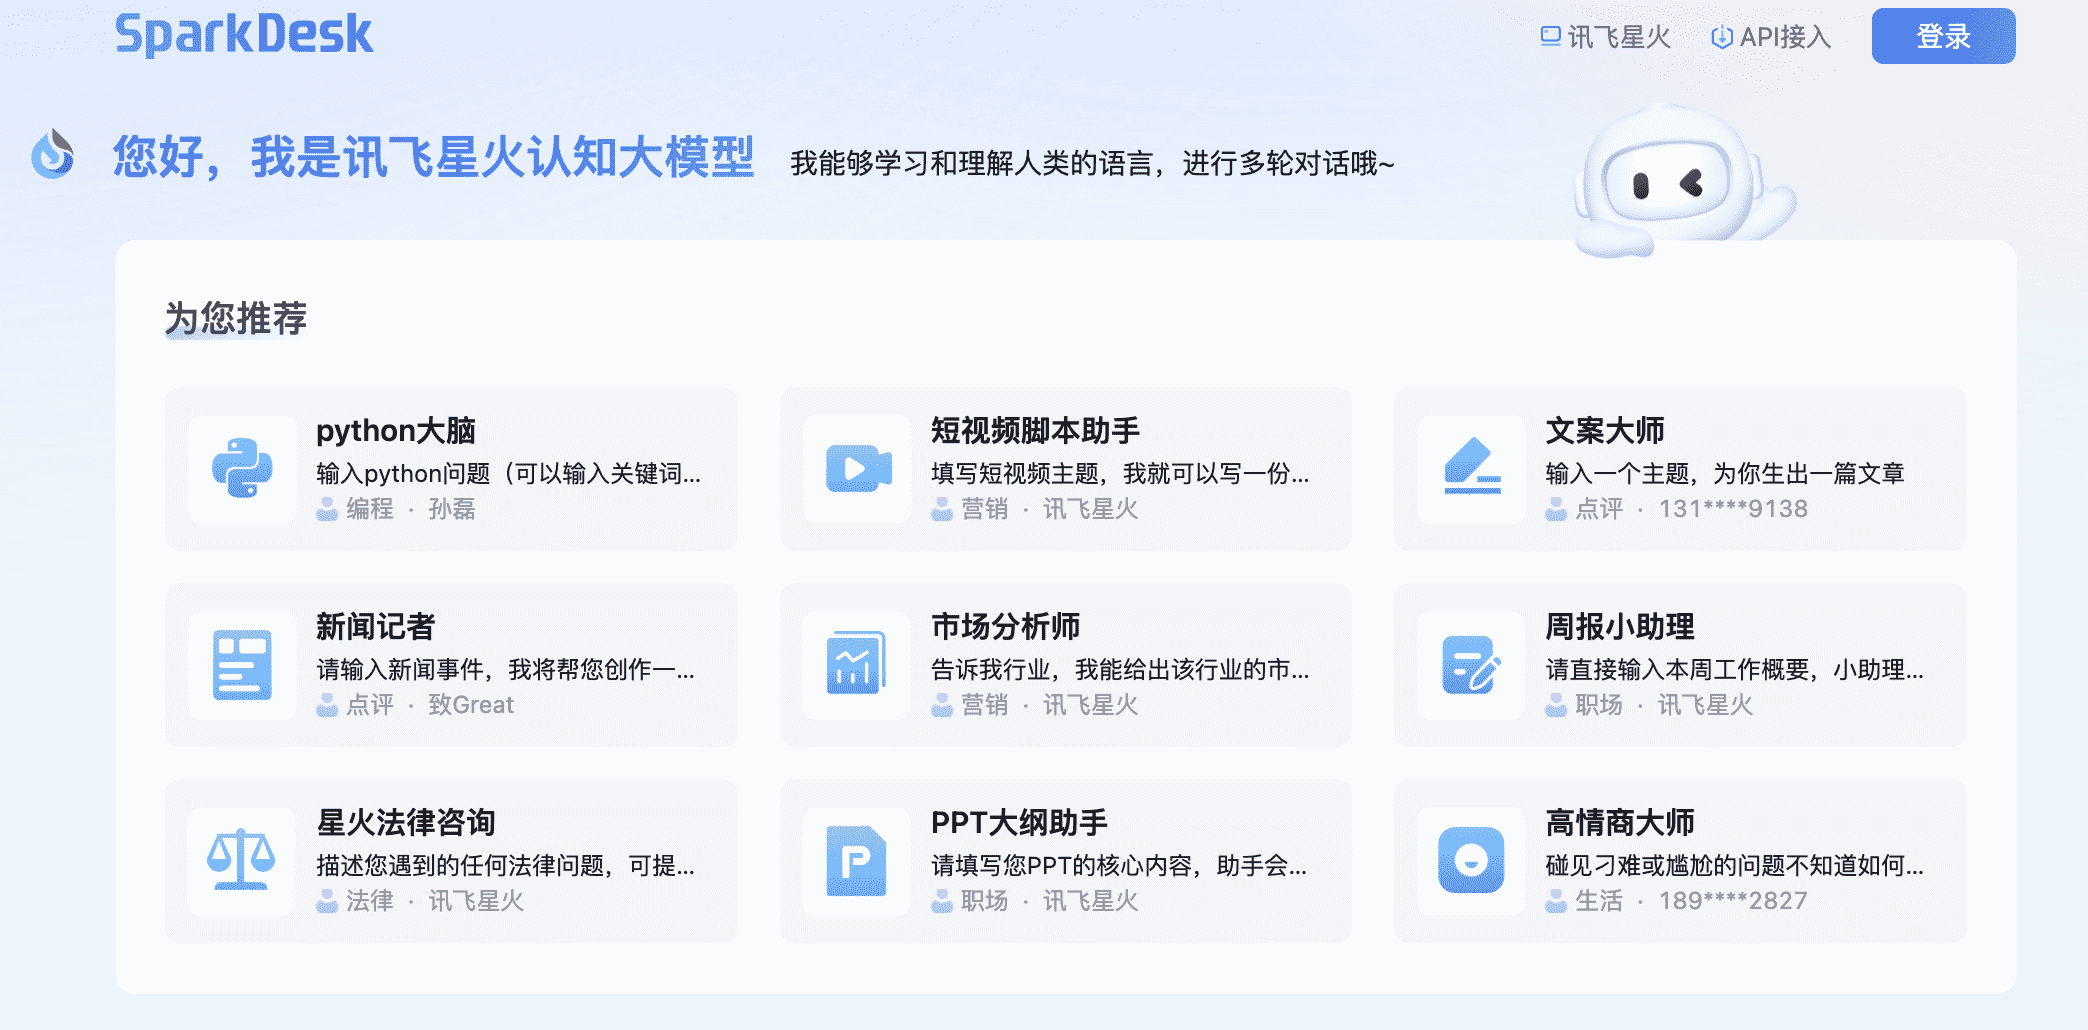 SparkDesk
讯飞星火
API接入
登录
您好，我是讯飞星火认知大模型
我能够学习和理解人类的语言，进行多轮对话哦~
为您推荐
python大脑
输入python问题（可以输入关键词...
编程 · 孙磊
短视频脚本助手
填写短视频主题，我就可以写一份...
营销 · 讯飞星火
文案大师
输入一个主题，为你生出一篇文章
点评 · 131****9138
新闻记者
请输入新闻事件，我将帮您创作一...
点评 · 致Great
市场分析师
告诉我行业，我能给出该行业的市...
营销 · 讯飞星火
周报小助理
请直接输入本周工作概要，小助理...
职场 · 讯飞星火
星火法律咨询
描述您遇到的任何法律问题，可提...
法律 · 讯飞星火
PPT大纲助手
请填写您PPT的核心内容，助手会...
职场 · 讯飞星火
高情商大师
碰见刁难或尴尬的问题不知道如何...
生活 · 189****2827